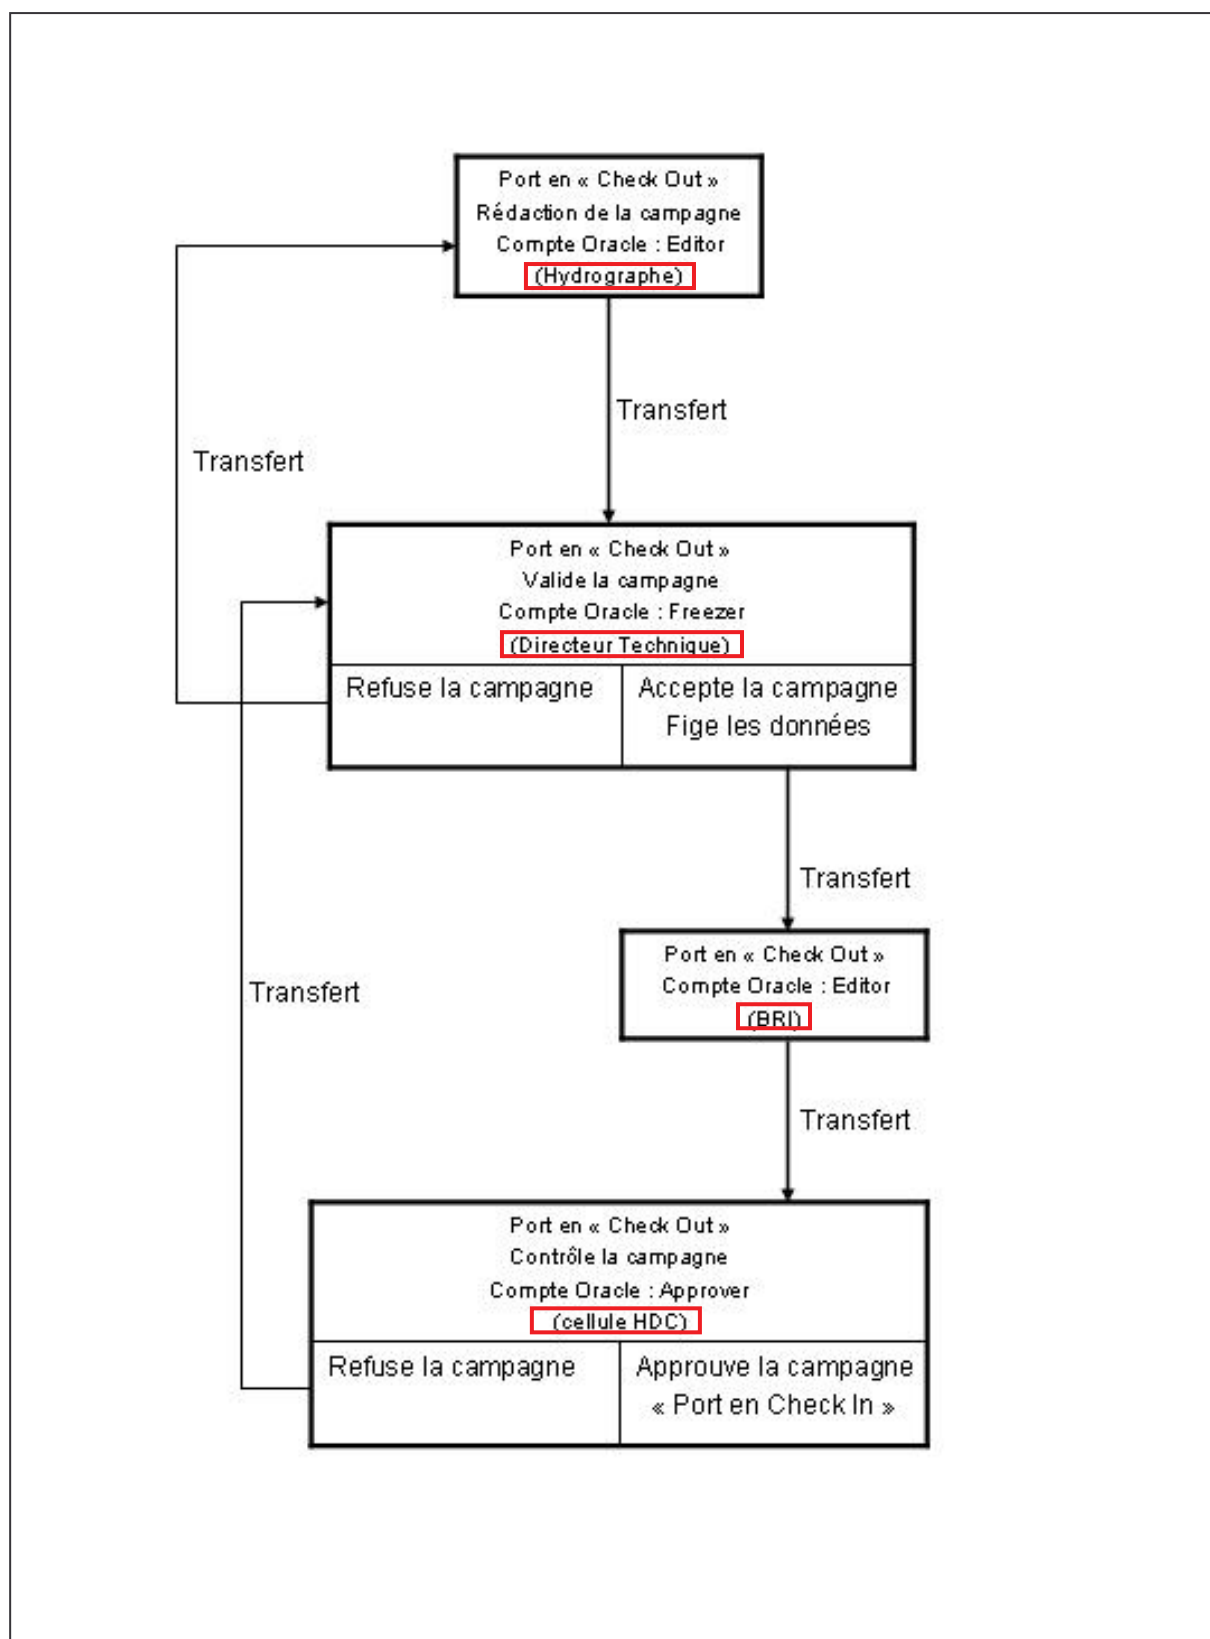 Port en « Check Out »
Rédaction de la campagne
Compte Oracle : Editor
(Hydrographe)
Transfert
Transfert
Port en « Check Out »
Valide la campagne
Compte Oracle : Freezer
(Directeur Technique)
Refuse la campagne
Accepte la campagne
Fige les données
Transfert
Port en « Check Out »
Compte Oracle : Editor
(BRI)
Transfert
Transfert
Port en « Check Out »
Contrôle la campagne
Compte Oracle : Approver
(cellule HDC)
Refuse la campagne
Approuve la campagne
« Port en Check In »